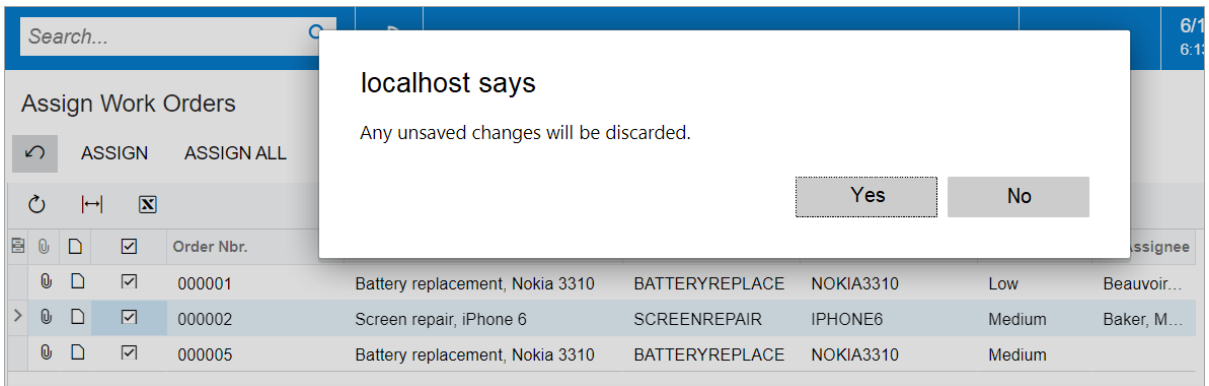 Search...
6/1
6:13
localhost says
Any unsaved changes will be discarded.
Yes No
Assign Work Orders
ASSIGN ASSIGN ALL
Order Nbr. Assignee
000001 Battery replacement, Nokia 3310 BATTERYREPLACE NOKIA3310 Low Beauvoir...
000002 Screen repair, iPhone 6 SCREENREPAIR IPHONE6 Medium Baker, M...
000005 Battery replacement, Nokia 3310 BATTERYREPLACE NOKIA3310 Medium